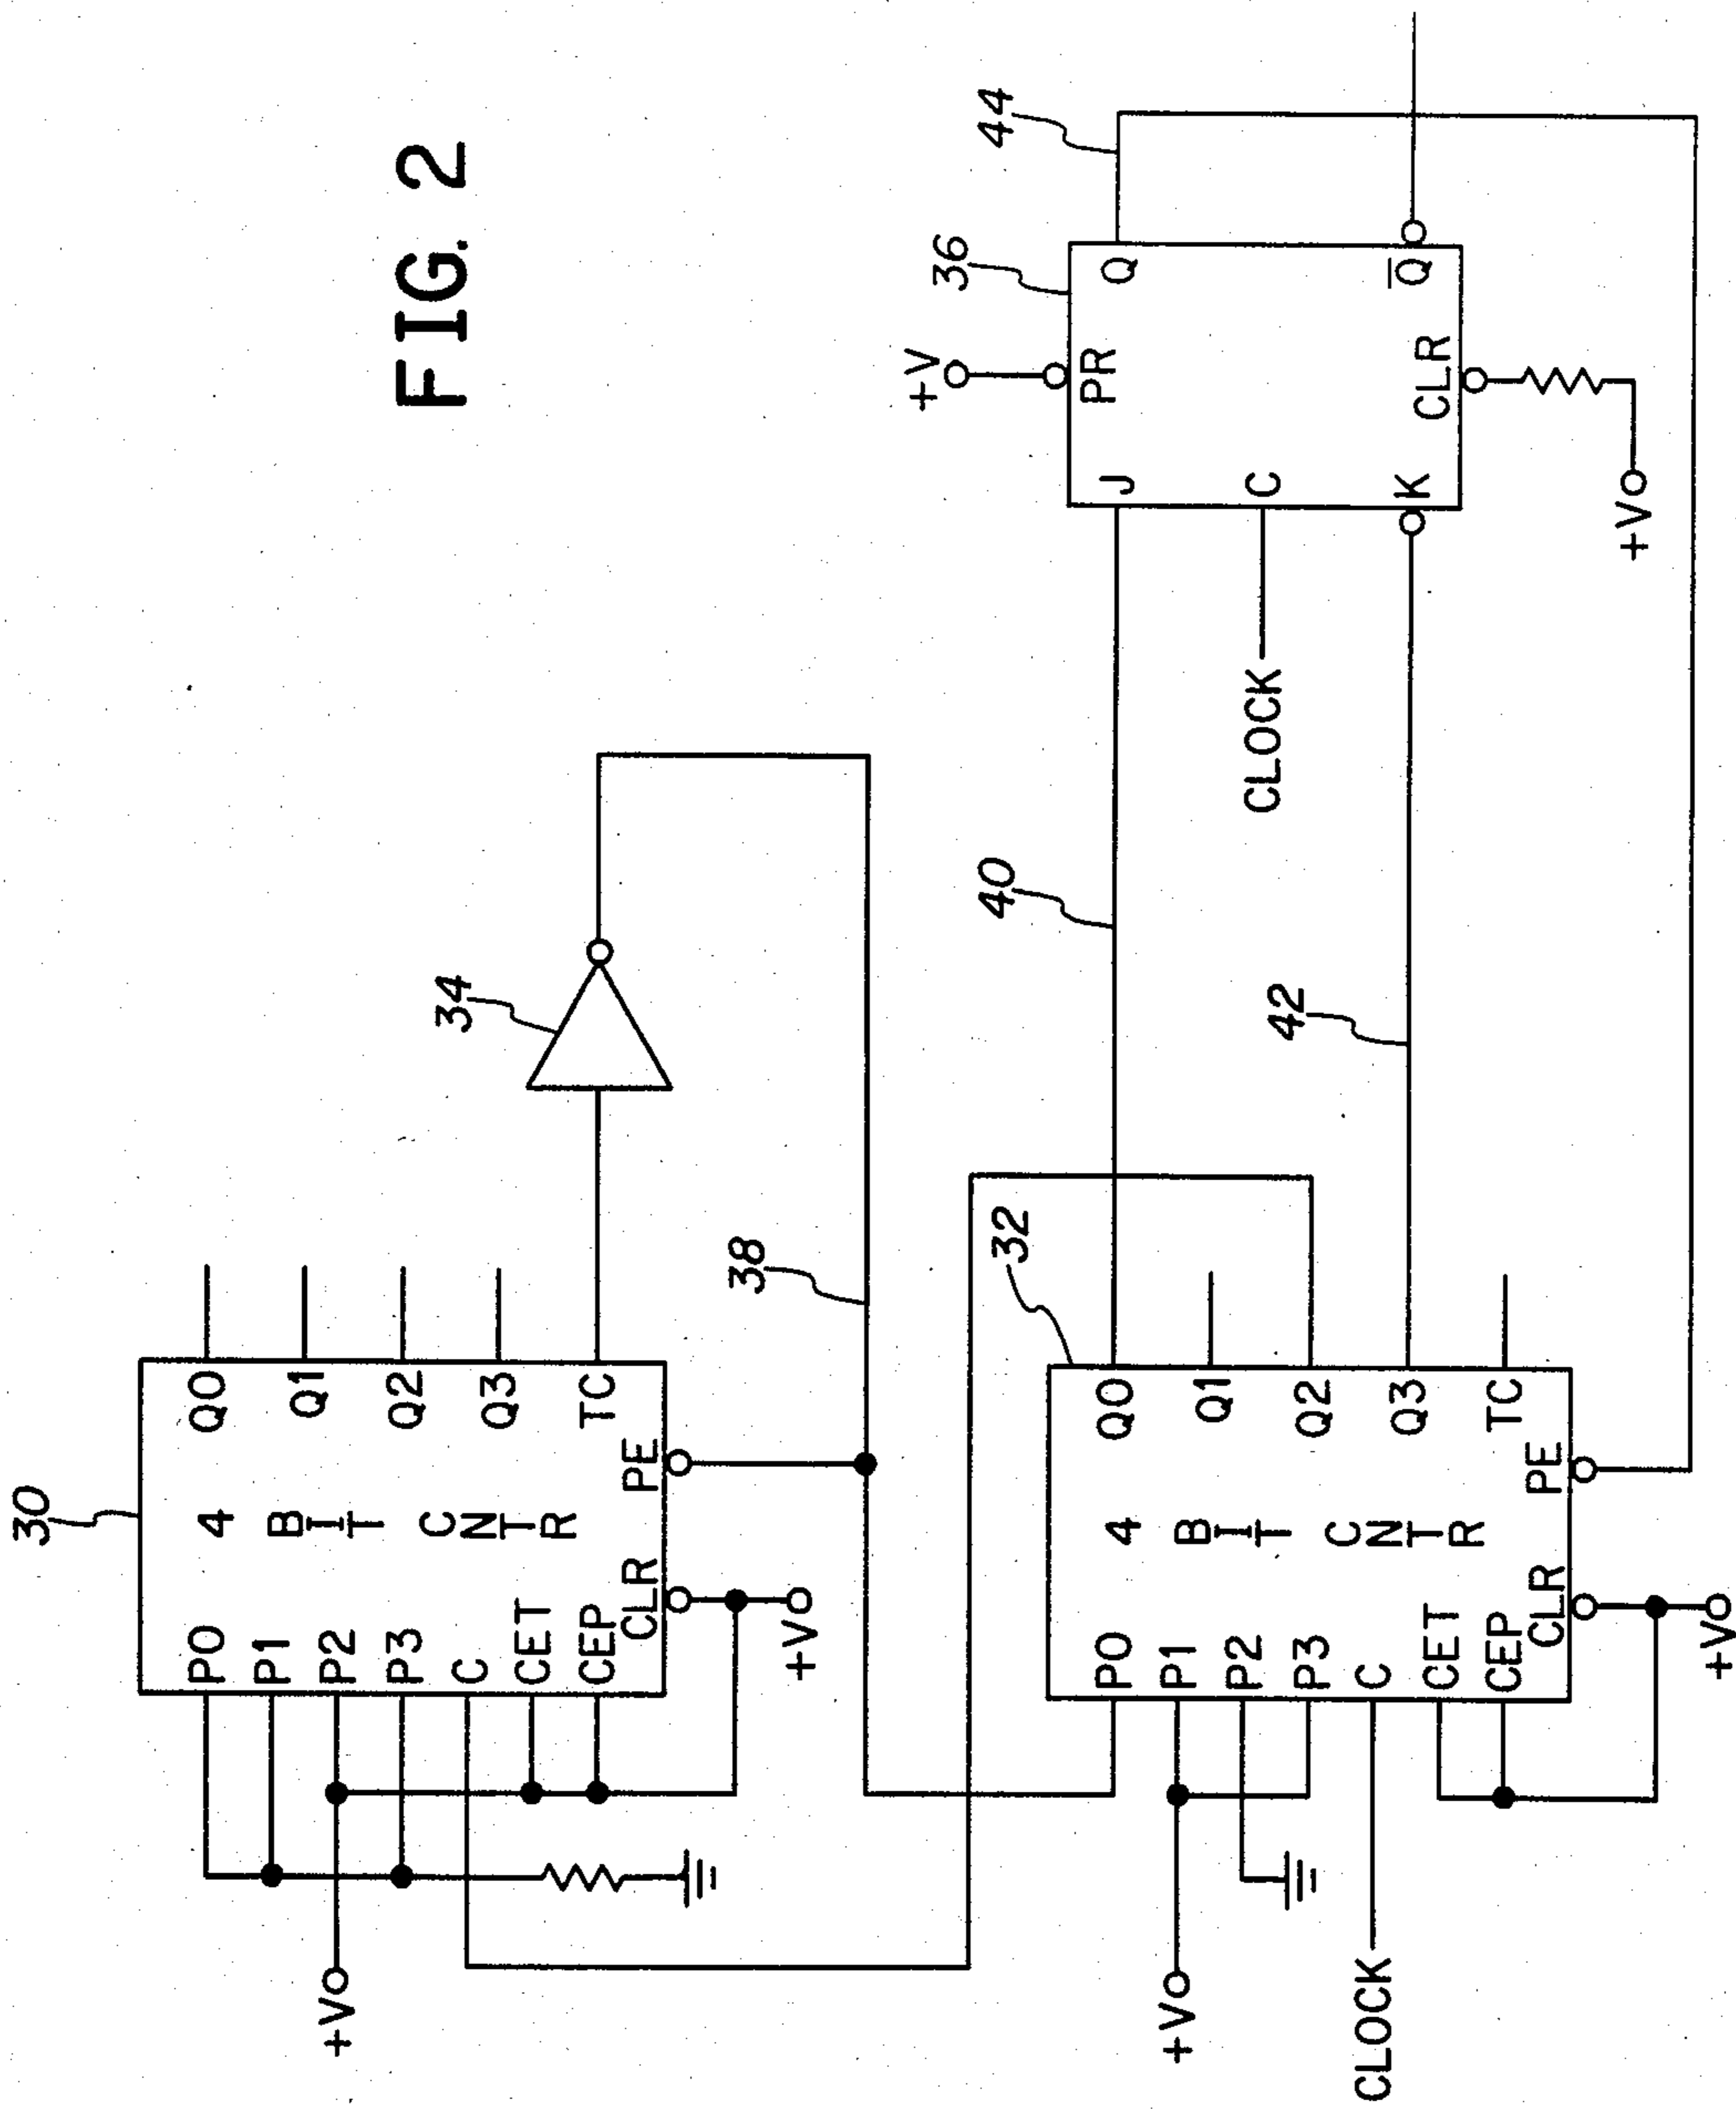 FIG. 2
30
4 BIT CNTR
P0
P1
P2
P3
C
CET
CEP
CLR
PE
Q0
Q1
Q2
Q3
TC
+V
+V
34
38
32
4 BIT CNTR
P0
P1
P2
P3
C
CET
CEP
CLR
PE
Q0
Q1
Q2
Q3
TC
+V
CLOCK
+V
40
42
CLOCK
36
J
C
K
PR
CLR
Q
Q̅
+V
+V
44